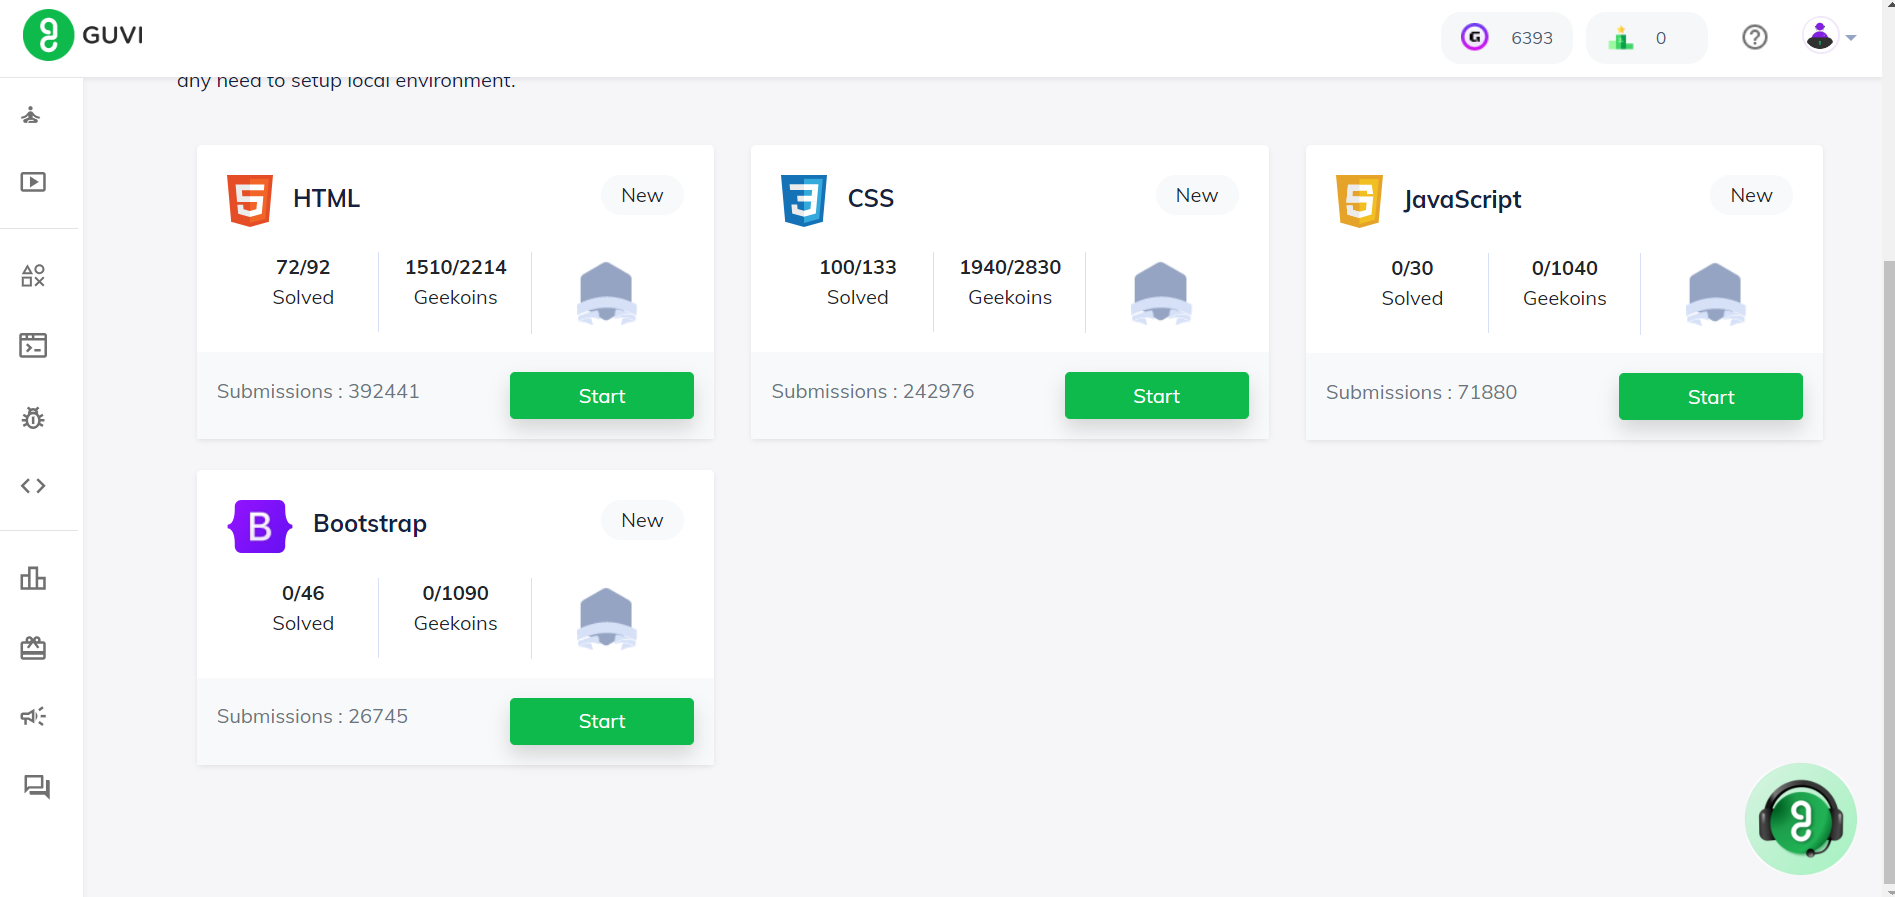 GUVI
6393
0
any need to setup local environment.
HTML
New
72/92
Solved
1510/2214
Geekoins
Submissions : 392441
Start
CSS
New
100/133
Solved
1940/2830
Geekoins
Submissions : 242976
Start
JavaScript
New
0/30
Solved
0/1040
Geekoins
Submissions : 71880
Start
B
Bootstrap
New
0/46
Solved
0/1090
Geekoins
Submissions : 26745
Start